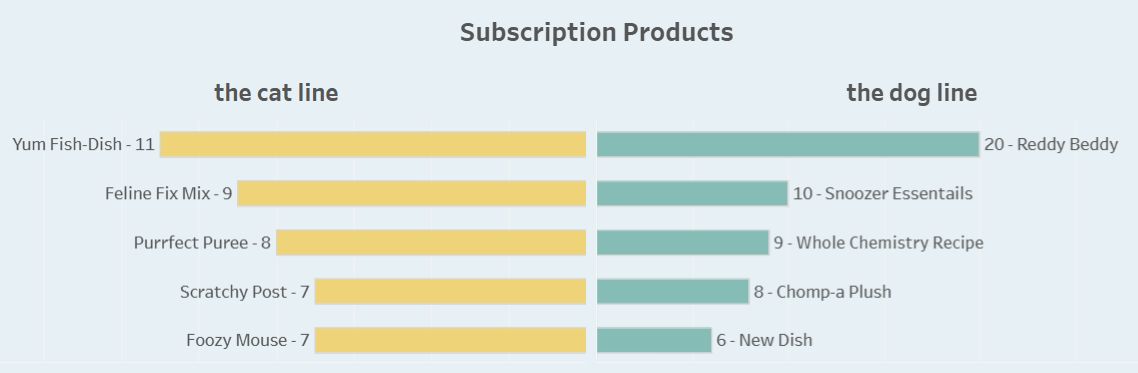 Subscription Products
the cat line
the dog line
Yum Fish-Dish - 11
20 - Reddy Beddy
Feline Fix Mix - 9
10 - Snoozer Essentails
Purrfect Puree - 8
9 - Whole Chemistry Recipe
Scratchy Post - 7
8 - Chomp-a Plush
Foozy Mouse - 7
6 - New Dish